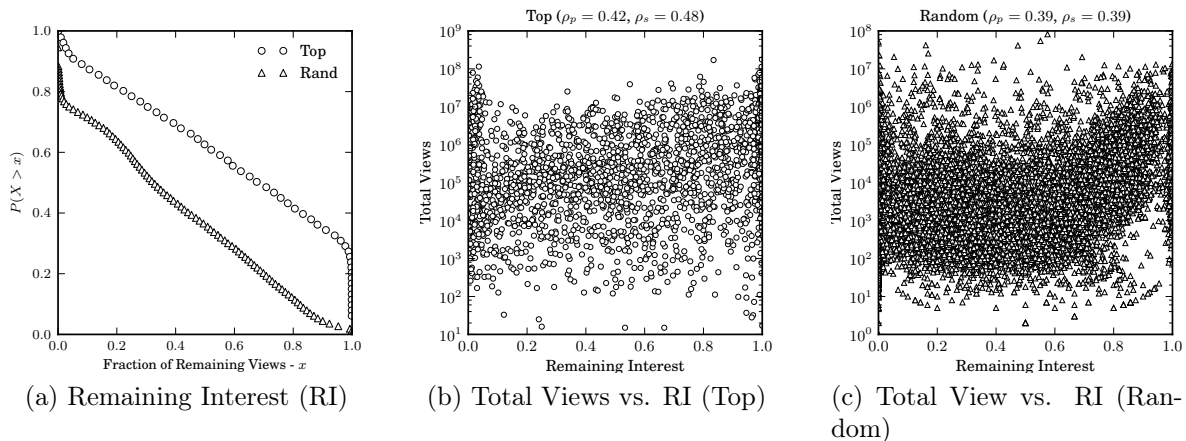 Top (ρp = 0.42, ρs = 0.48)
Random (ρp = 0.39, ρs = 0.39)
P(X > x)
1.0
0.8
0.6
0.4
0.2
0.0
Top
Rand
0.0 0.2 0.4 0.6 0.8 1.0
Fraction of Remaining Views - x
Total Views
10^9
10^8
10^7
10^6
10^5
10^4
10^3
10^2
10^1
0.0 0.2 0.4 0.6 0.8 1.0
Remaining Interest
Total Views
10^8
10^7
10^6
10^5
10^4
10^3
10^2
10^1
10^0
0.0 0.2 0.4 0.6 0.8 1.0
Remaining Interest
(a) Remaining Interest (RI)
(b) Total Views vs. RI (Top)
(c) Total View vs. RI (Ran-
dom)